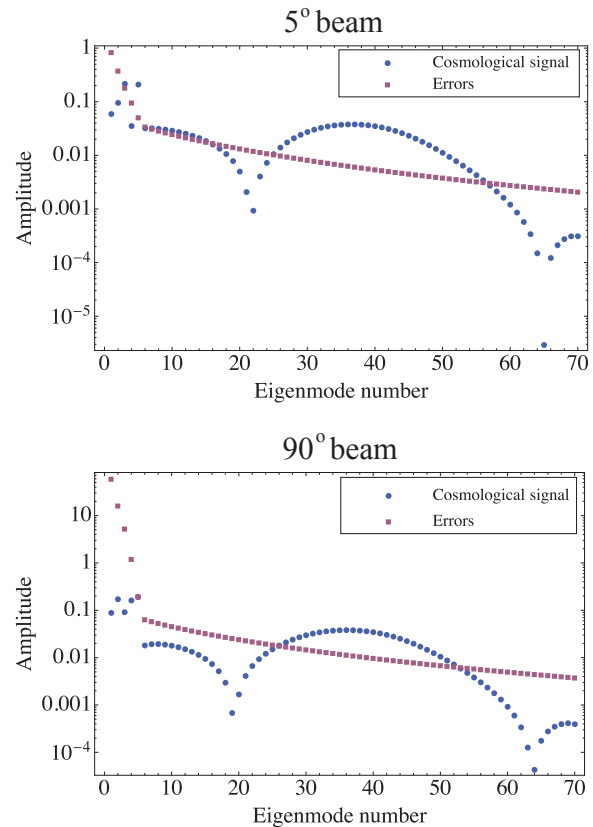 5° beam
Cosmological signal
Errors
1
0.1
0.01
0.001
10⁻⁴
10⁻⁵
Amplitude
0 10 20 30 40 50 60 70
Eigenmode number
90° beam
Cosmological signal
Errors
10
1
0.1
0.01
0.001
10⁻⁴
Amplitude
0 10 20 30 40 50 60 70
Eigenmode number